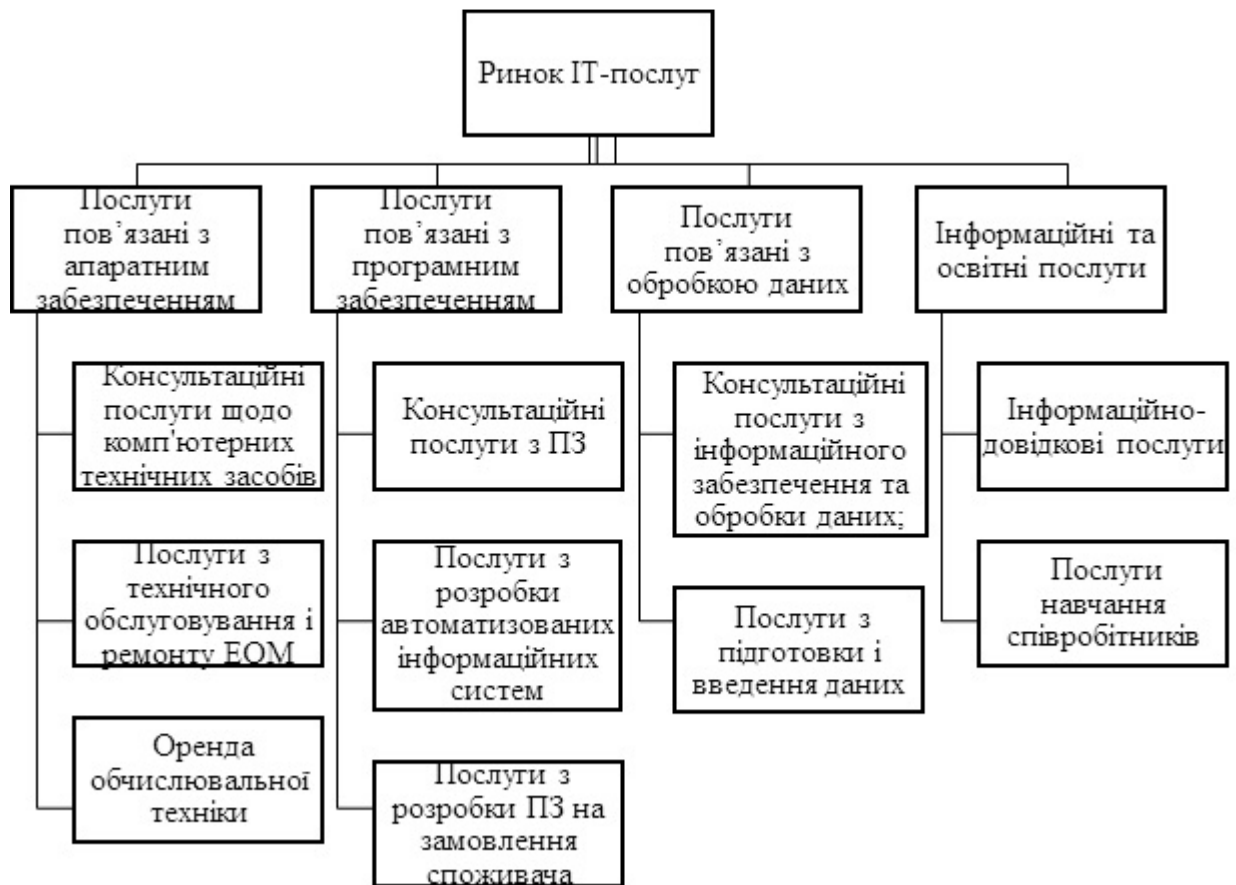 Ринок ІТ-послуг
Послуги
пов’язані з
апаратним
забезпеченням
Послуги
пов’язані з
програмним
забезпеченням
Послуги
пов’язані з
обробкою даних
Інформаційні та
освітні послуги
Консультаційні
послуги щодо
комп'ютерних
технічних засобів
Послуги з
технічного
обслуговування і
ремонту ЕОМ
Оренда
обчислювальної
техніки
Консультаційні
послуги з ПЗ
Послуги з
розробки
автоматизованих
інформаційних
систем
Послуги з
розробки ПЗ на
замовлення
споживача
Консультаційні
послуги з
інформаційного
забезпечення та
обробки даних;
Послуги з
підготовки і
введення даних
Інформаційно-
довідкові послуги
Послуги
навчання
співробітників